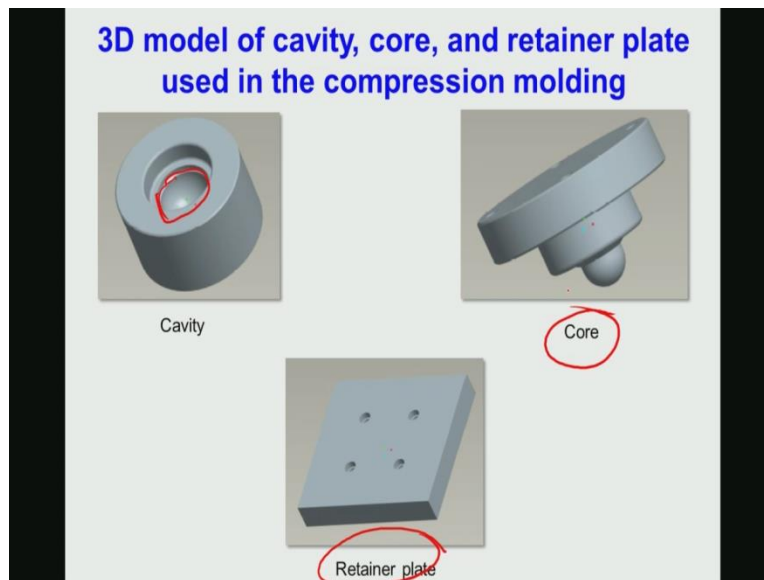 3D model of cavity, core, and retainer plate
used in the compression molding
Cavity
Core
Retainer plate